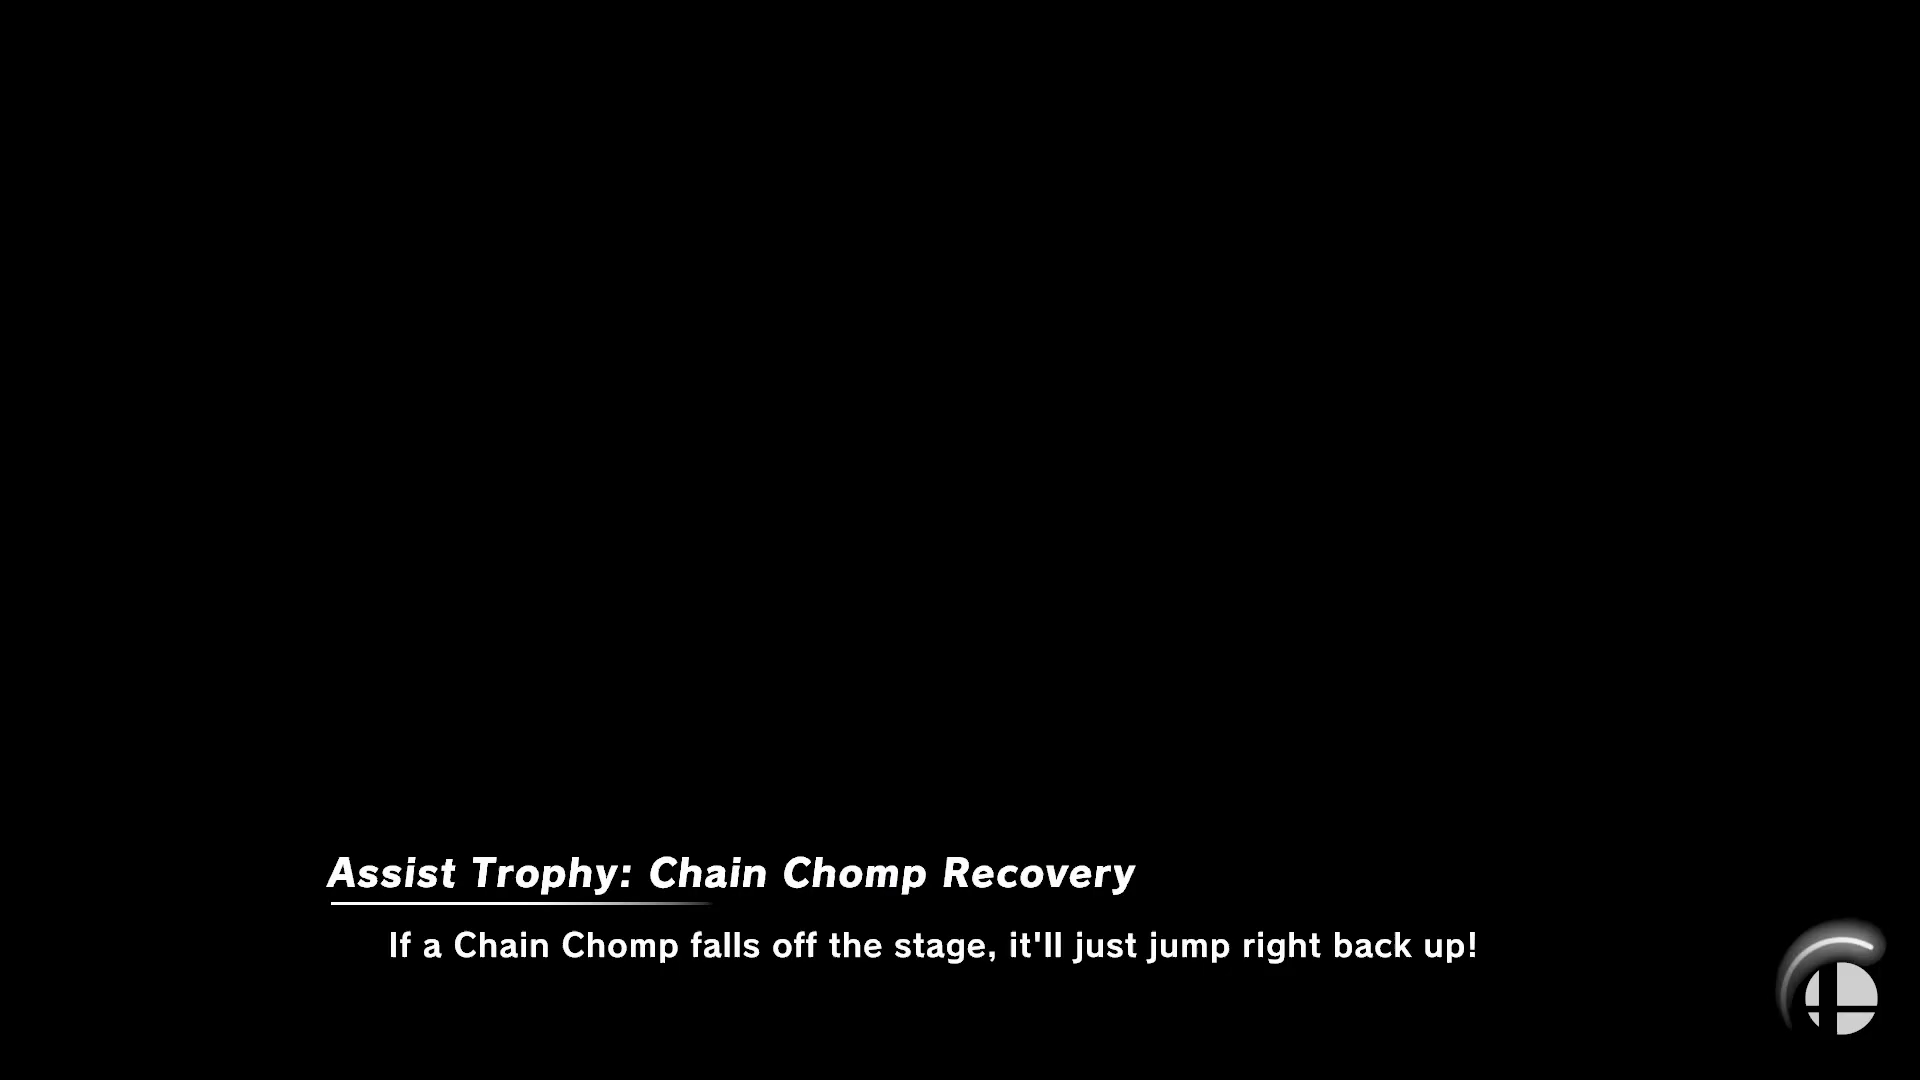 Assist Trophy: Chain Chomp Recovery
If a Chain Chomp falls off the stage, it'll just jump right back up!